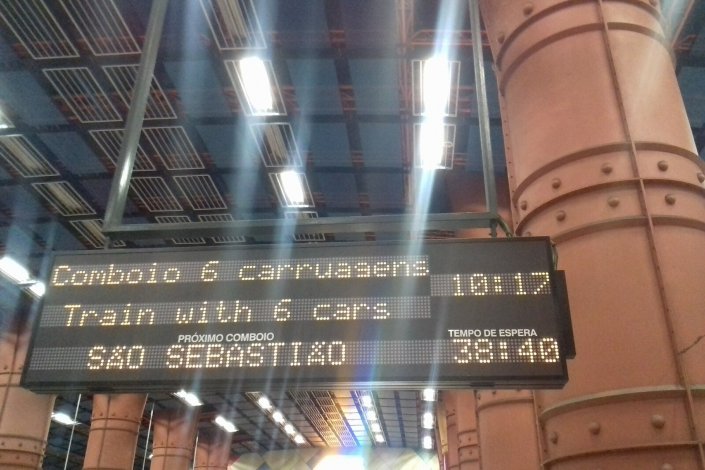 Comboio 6 carruagens
10:17
Train with 6 cars
PRÓXIMO COMBOIO TEMPO DE ESPERA
SÃO SEBASTIÃO 38:40